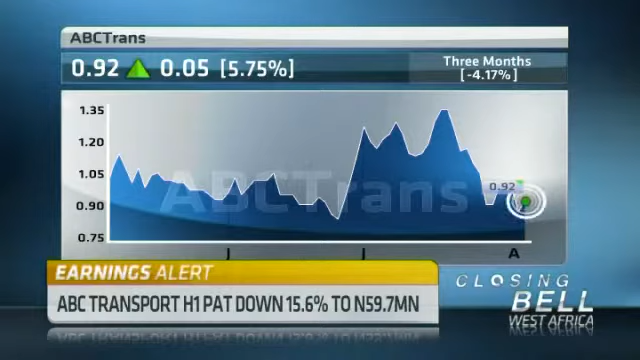 ABCTrans
0.92 0.05 [5.75%]
Three Months
[-4.17%]
1.35
1.20
1.05
0.90
0.75
ABCTrans
0.92
J J A
EARNINGS ALERT
ABC TRANSPORT H1 PAT DOWN 15.6% TO N59.7MN
CLOSING
BELL
WEST AFRICA